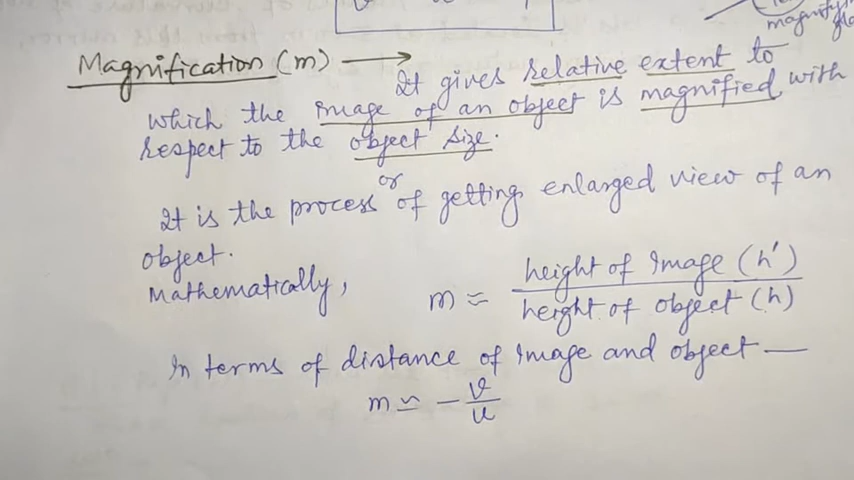 Magnification (m) →
It gives relative extent to
which the image of an object is magnified with
respect to the object size.
or
It is the process of getting enlarged view of an
object.
Mathematically, m = height of image (h') / height of object (h)
In terms of distance of image and object —
m = - v/u